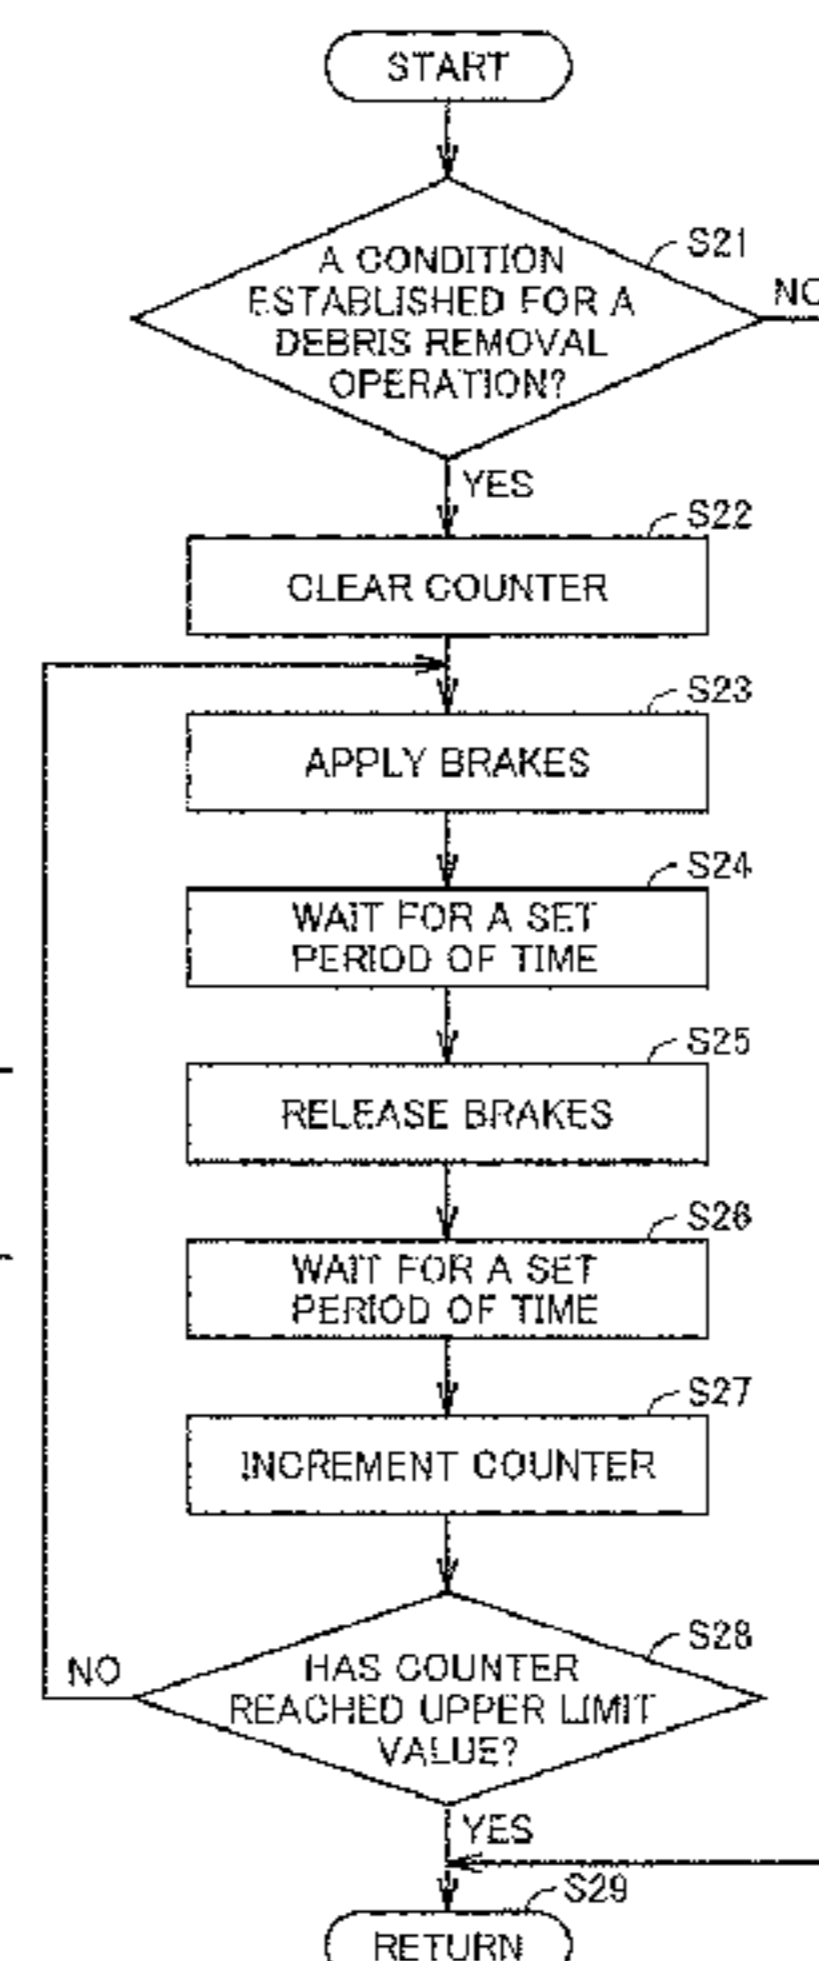 START
S21
A CONDITION
ESTABLISHED FOR A
DEBRIS REMOVAL
OPERATION?
NO
YES
S22
CLEAR COUNTER
S23
APPLY BRAKES
S24
WAIT FOR A SET
PERIOD OF TIME
S25
RELEASE BRAKES
S26
WAIT FOR A SET
PERIOD OF TIME
S27
INCREMENT COUNTER
S28
HAS COUNTER
REACHED UPPER LIMIT
VALUE?
NO
YES
S29
RETURN